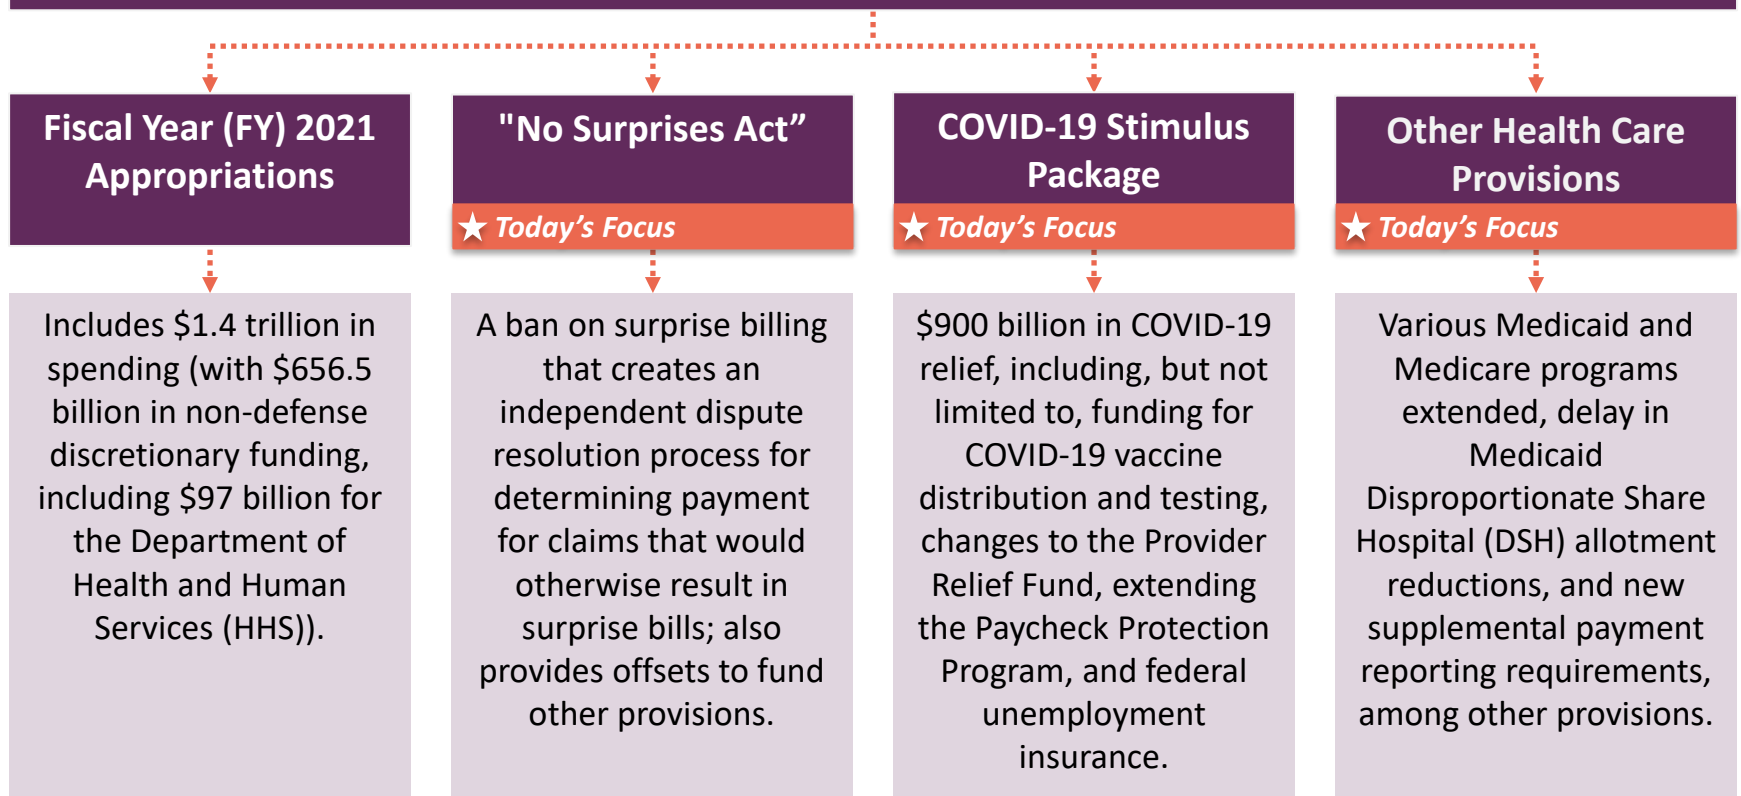 Fiscal Year (FY) 2021
Appropriations
"No Surprises Act”
★ Today’s Focus
COVID-19 Stimulus
Package
★ Today’s Focus
Other Health Care
Provisions
★ Today’s Focus
Includes $1.4 trillion in
spending (with $656.5
billion in non-defense
discretionary funding,
including $97 billion for
the Department of
Health and Human
Services (HHS)).
A ban on surprise billing
that creates an
independent dispute
resolution process for
determining payment
for claims that would
otherwise result in
surprise bills; also
provides offsets to fund
other provisions.
$900 billion in COVID-19
relief, including, but not
limited to, funding for
COVID-19 vaccine
distribution and testing,
changes to the Provider
Relief Fund, extending
the Paycheck Protection
Program, and federal
unemployment
insurance.
Various Medicaid and
Medicare programs
extended, delay in
Medicaid
Disproportionate Share
Hospital (DSH) allotment
reductions, and new
supplemental payment
reporting requirements,
among other provisions.